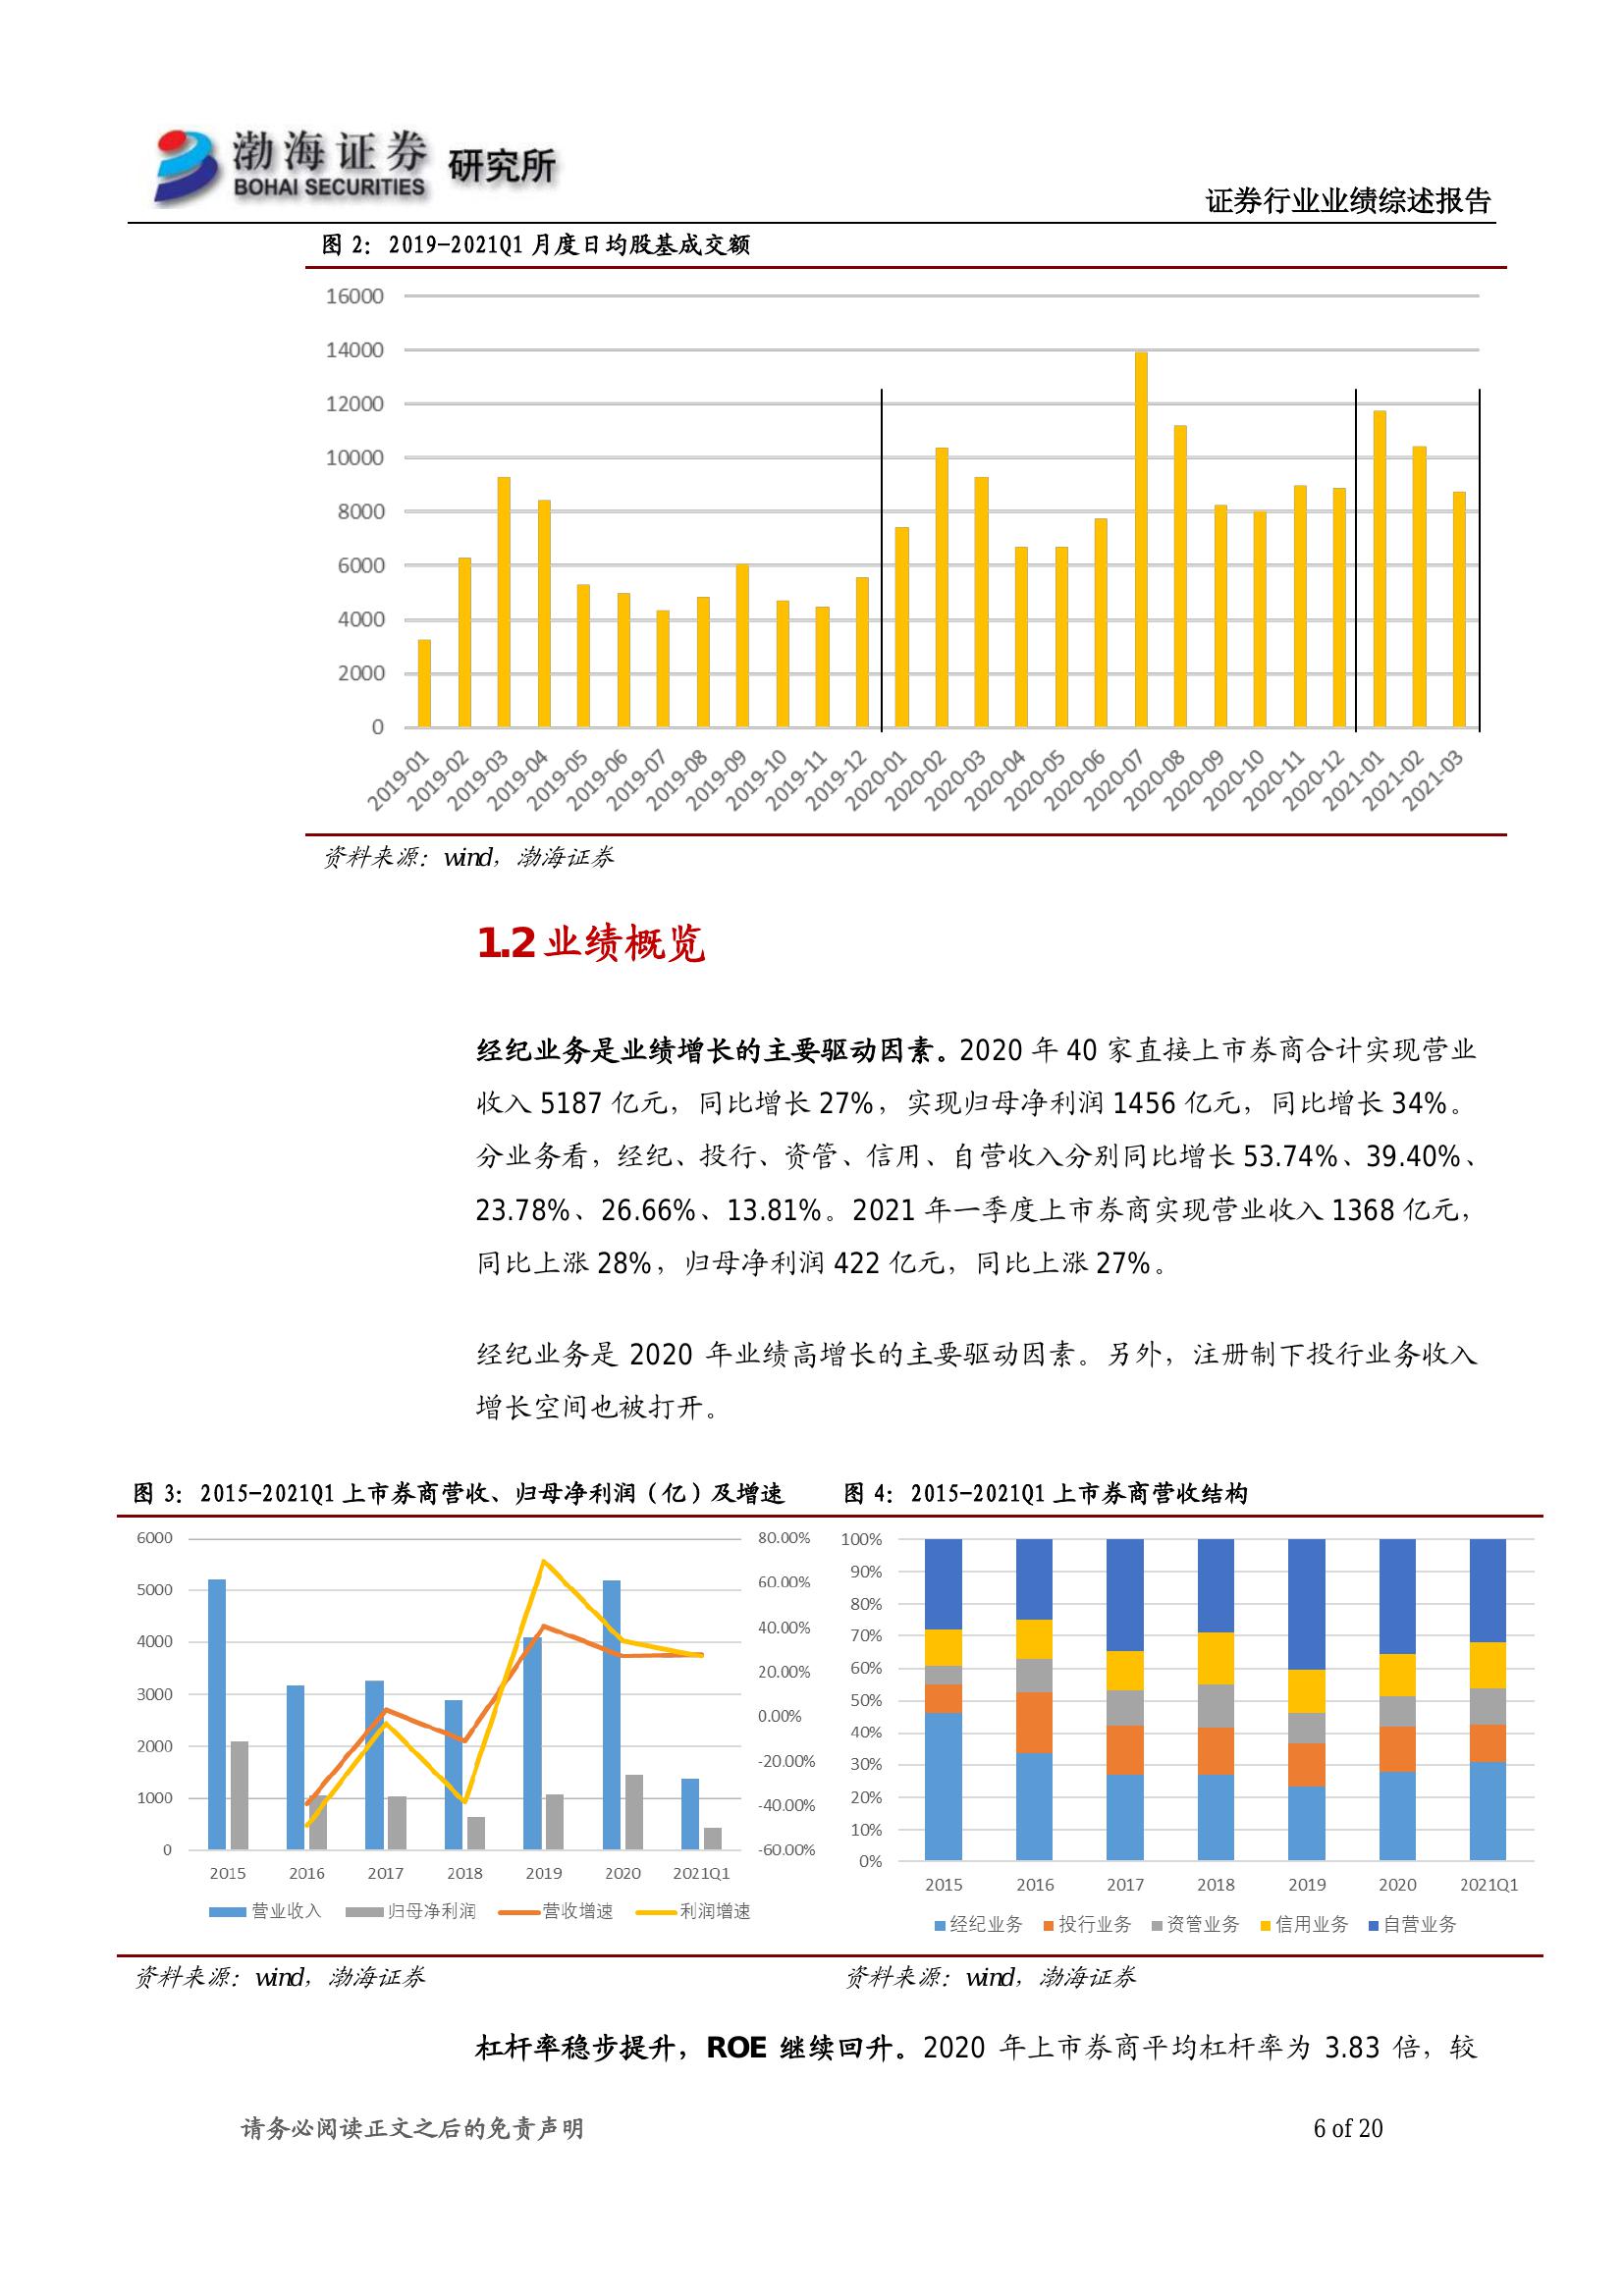 渤海证券 研究所
BOHAI SECURITIES
证券行业业绩综述报告
图 2：2019-2021Q1 月度日均股基成交额
16000
14000
12000
10000
8000
6000
4000
2000
0
2019-01 2019-02 2019-03 2019-04 2019-05 2019-06 2019-07 2019-08 2019-09 2019-10 2019-11 2019-12 2020-01 2020-02 2020-03 2020-04 2020-05 2020-06 2020-07 2020-08 2020-09 2020-10 2020-11 2020-12 2021-01 2021-02 2021-03
资料来源：wind，渤海证券
1.2 业绩概览
经纪业务是业绩增长的主要驱动因素。2020 年 40 家直接上市券商合计实现营业
收入 5187 亿元，同比增长 27%，实现归母净利润 1456 亿元，同比增长 34%。
分业务看，经纪、投行、资管、信用、自营收入分别同比增长 53.74%、39.40%、
23.78%、26.66%、13.81%。2021 年一季度上市券商实现营业收入 1368 亿元，
同比上涨 28%，归母净利润 422 亿元，同比上涨 27%。
经纪业务是 2020 年业绩高增长的主要驱动因素。另外，注册制下投行业务收入
增长空间也被打开。
图 3：2015-2021Q1 上市券商营收、归母净利润（亿）及增速
6000
5000
4000
3000
2000
1000
0
80.00%
60.00%
40.00%
20.00%
0.00%
-20.00%
-40.00%
-60.00%
2015 2016 2017 2018 2019 2020 2021Q1
营业收入 归母净利润 营收增速 利润增速
资料来源：wind，渤海证券
图 4：2015-2021Q1 上市券商营收结构
100%
90%
80%
70%
60%
50%
40%
30%
20%
10%
0%
2015 2016 2017 2018 2019 2020 2021Q1
经纪业务 投行业务 资管业务 信用业务 自营业务
资料来源：wind，渤海证券
杠杆率稳步提升，ROE 继续回升。2020 年上市券商平均杠杆率为 3.83 倍，较
请务必阅读正文之后的免责声明
6 of 20